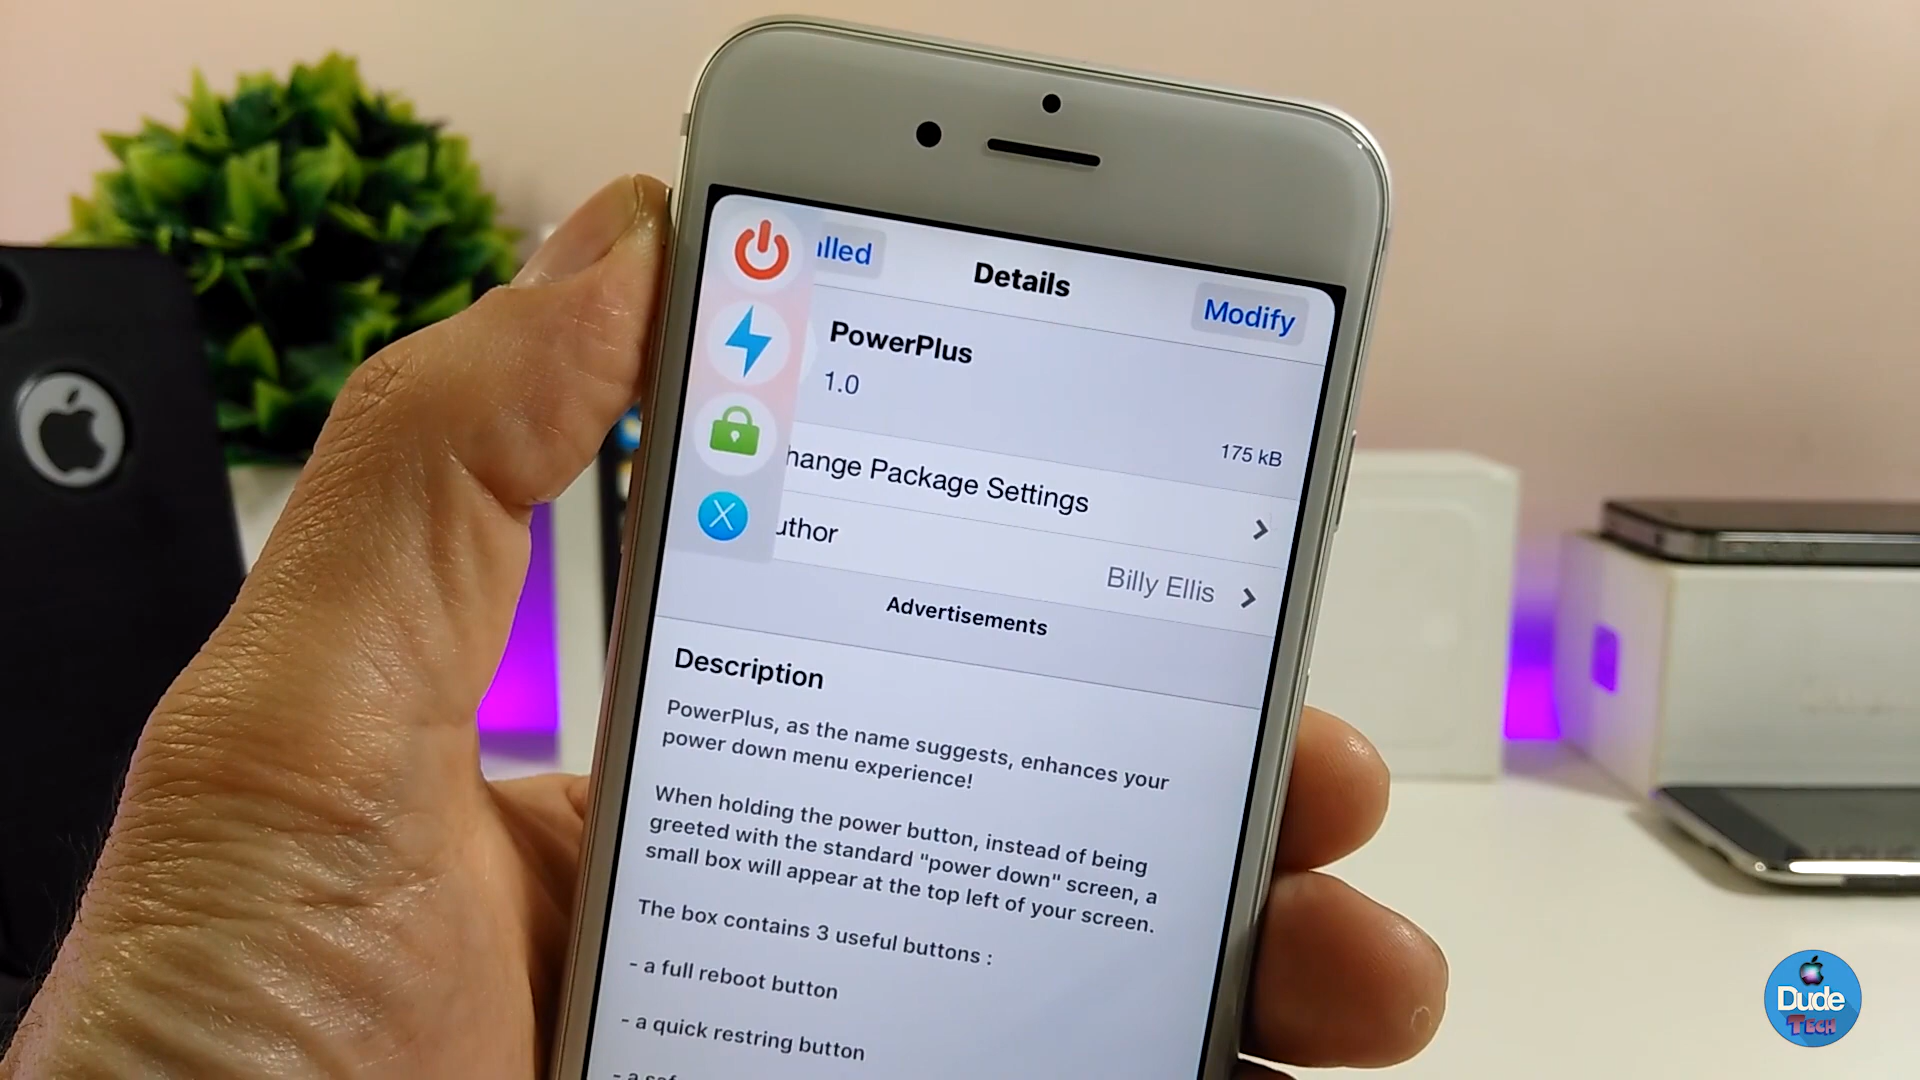 alled
Details
Modify
PowerPlus
1.0
175 kB
hange Package Settings
uthor
Billy Ellis
Advertisements
Description
PowerPlus, as the name suggests, enhances your
power down menu experience!
When holding the power button, instead of being
greeted with the standard "power down" screen, a
small box will appear at the top left of your screen.
The box contains 3 useful buttons :
- a full reboot button
- a quick restring button
- a
Dude
TECH